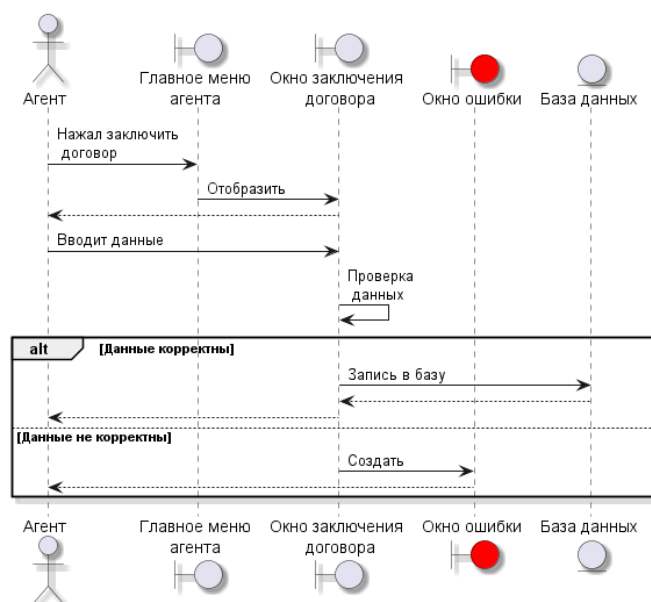 Агент
Главное меню
агента
Окно заключения
договора
Окно ошибки
База данных
Нажал заключить
договор
Отобразить
Вводит данные
Проверка
данных
alt
[Данные корректны]
Запись в базу
[Данные не корректны]
Создать
Агент
Главное меню
агента
Окно заключения
договора
Окно ошибки
База данных